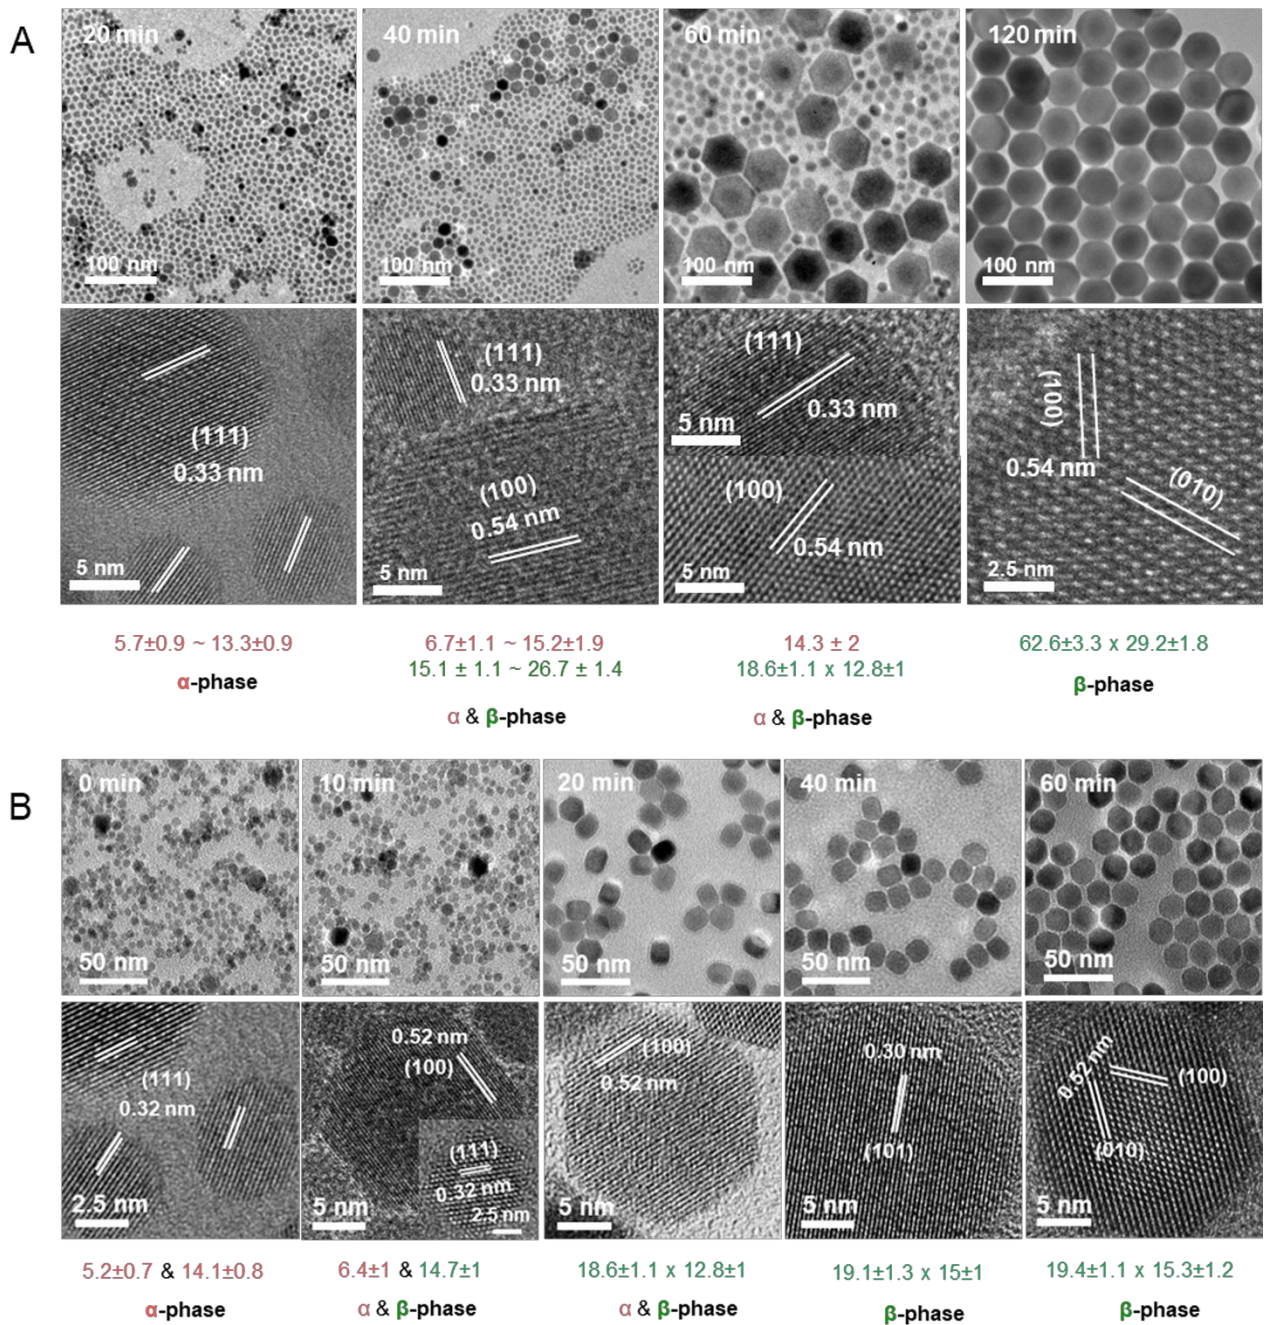 A
20 min
40 min
60 min
120 min
100 nm
100 nm
100 nm
100 nm
(111)
0.33 nm
5 nm
(111)
0.33 nm
(100)
0.54 nm
5 nm
(111)
0.33 nm
5 nm
(100)
0.54 nm
5 nm
(100)
0.54 nm
(010)
2.5 nm
5.7±0.9 ~ 13.3±0.9
α-phase
6.7±1.1 ~ 15.2±1.9
15.1 ± 1.1 ~ 26.7 ± 1.4
α & β-phase
14.3 ± 2
18.6±1.1 x 12.8±1
α & β-phase
62.6±3.3 x 29.2±1.8
β-phase
B
0 min
10 min
20 min
40 min
60 min
50 nm
50 nm
50 nm
50 nm
50 nm
(111)
0.32 nm
2.5 nm
0.52 nm
(100)
(111)
0.32 nm
2.5 nm
5 nm
(100)
0.52 nm
5 nm
0.30 nm
(101)
5 nm
0.52 nm
(100)
(010)
5 nm
5.2±0.7 & 14.1±0.8
α-phase
6.4±1 & 14.7±1
α & β-phase
18.6±1.1 x 12.8±1
α & β-phase
19.1±1.3 x 15±1
β-phase
19.4±1.1 x 15.3±1.2
β-phase